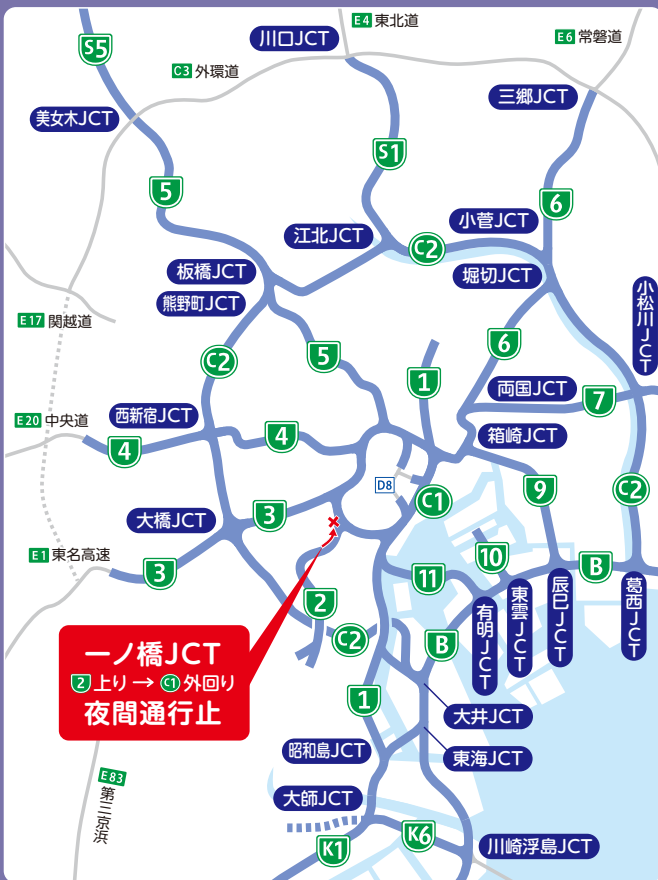 E4 東北道
川口JCT
E6 常磐道
S5
C3 外環道
三郷JCT
美女木JCT
S1
5
6
小菅JCT
江北JCT
C2
板橋JCT
堀切JCT
熊野町JCT
小松川JCT
E17 関越道
6
5
C2
1
両国JCT
7
西新宿JCT
E20 中央道
4
4
箱崎JCT
D8
9
C2
C1
3
大橋JCT
E1 東名高速
10
B
3
11
2
有明JCT
東雲JCT
辰巳JCT
葛西JCT
C2
B
一ノ橋JCT
2 上り → C1 外回り
夜間通行止
1
大井JCT
昭和島JCT
東海JCT
E83
第三京浜
大師JCT
K6
K1
川崎浮島JCT